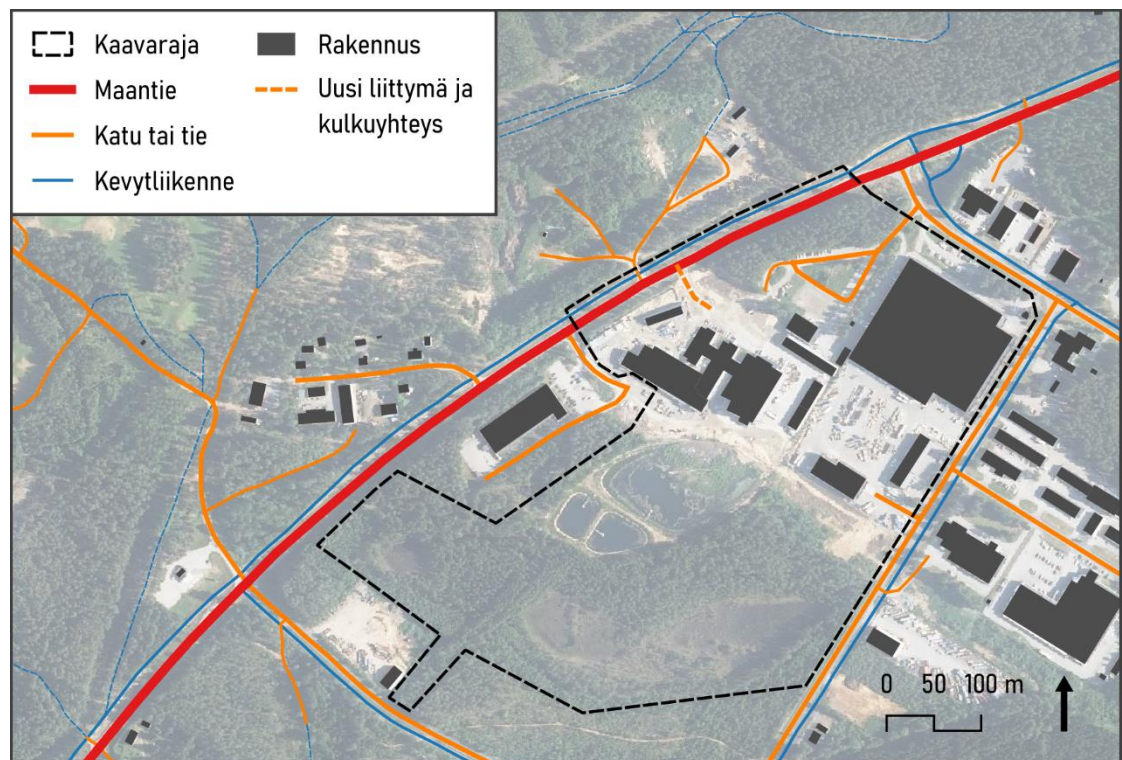 Kaavaraja
Maantie
Katu tai tie
Kevytliikenne
Rakennus
Uusi liittymä ja
kulkuyhteys
0 50 100 m